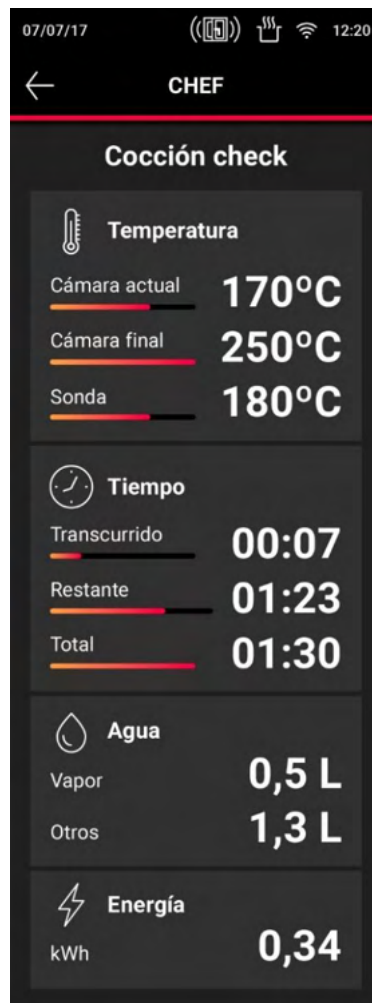 07/07/17 12:20
CHEF
Cocción check
Temperatura
Cámara actual 170ºC
Cámara final 250ºC
Sonda 180ºC
Tiempo
Transcurrido 00:07
Restante 01:23
Total 01:30
Agua
Vapor 0,5 L
Otros 1,3 L
Energía
kWh 0,34